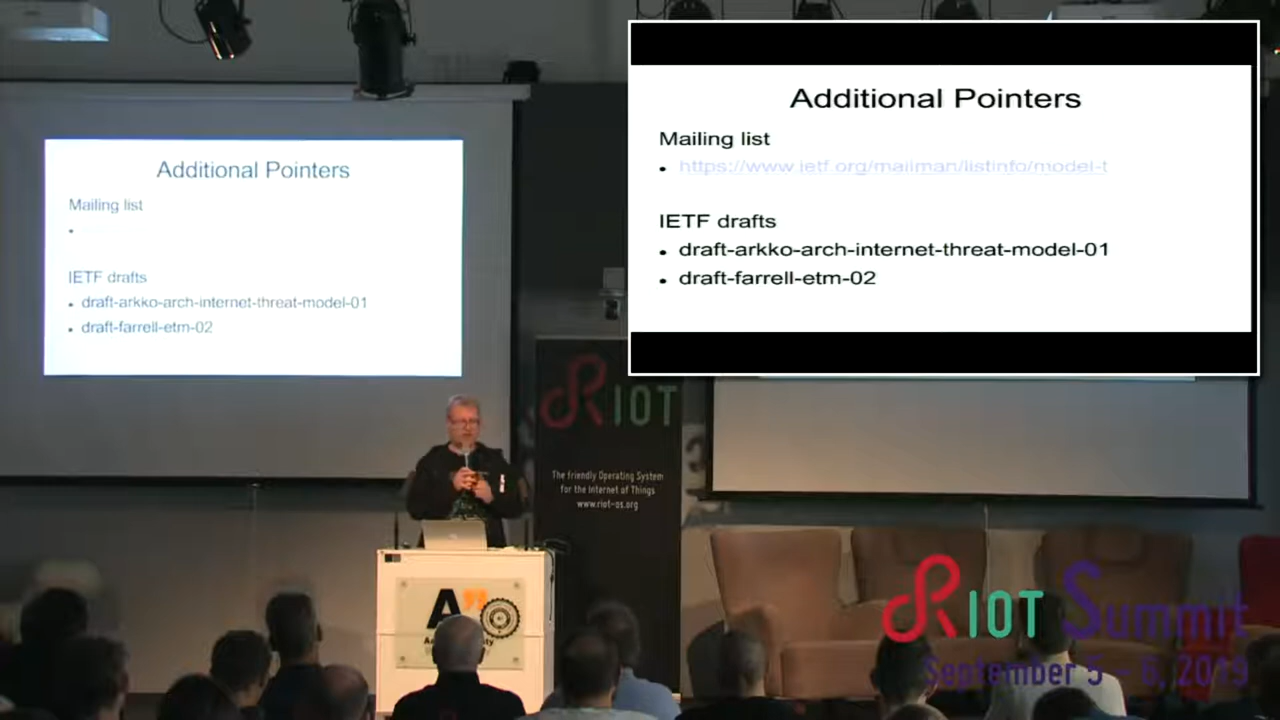 Additional Pointers
Mailing list
IETF drafts
draft-arkko-arch-internet-threat-model-01
draft-farrell-etm-02
Additional Pointers
Mailing list
https://www.ietf.org/mailman/listinfo/model-t
IETF drafts
draft-arkko-arch-internet-threat-model-01
draft-farrell-etm-02
RIOT
The friendly Operating System
for the Internet of Things
www.riot-os.org
A"
RIOT Summit
September 5 - 6, 2019